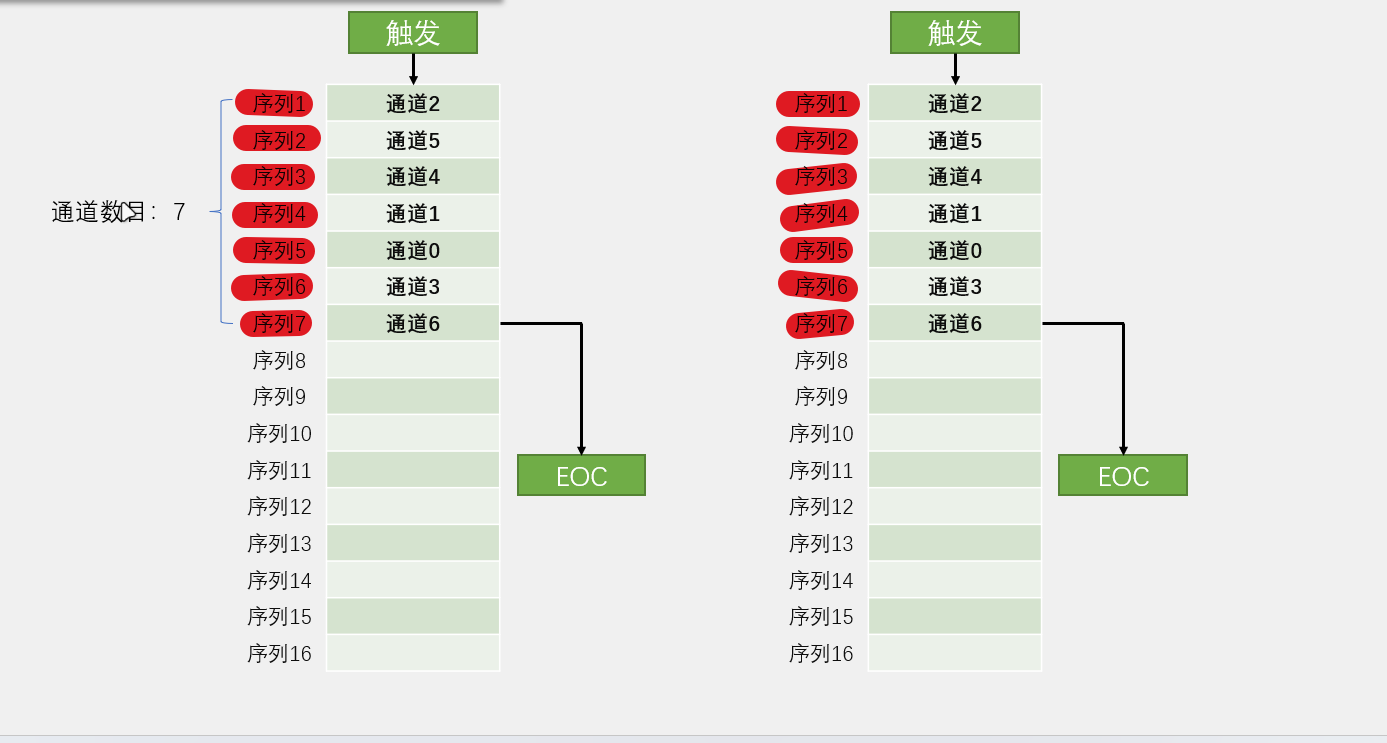 触发
序列1 通道2
序列2 通道5
序列3 通道4
序列4 通道1
序列5 通道0
序列6 通道3
序列7 通道6
序列8
序列9
序列10
序列11
序列12
序列13
序列14
序列15
序列16
通道数目: 7
EOC
触发
序列1 通道2
序列2 通道5
序列3 通道4
序列4 通道1
序列5 通道0
序列6 通道3
序列7 通道6
序列8
序列9
序列10
序列11
序列12
序列13
序列14
序列15
序列16
EOC